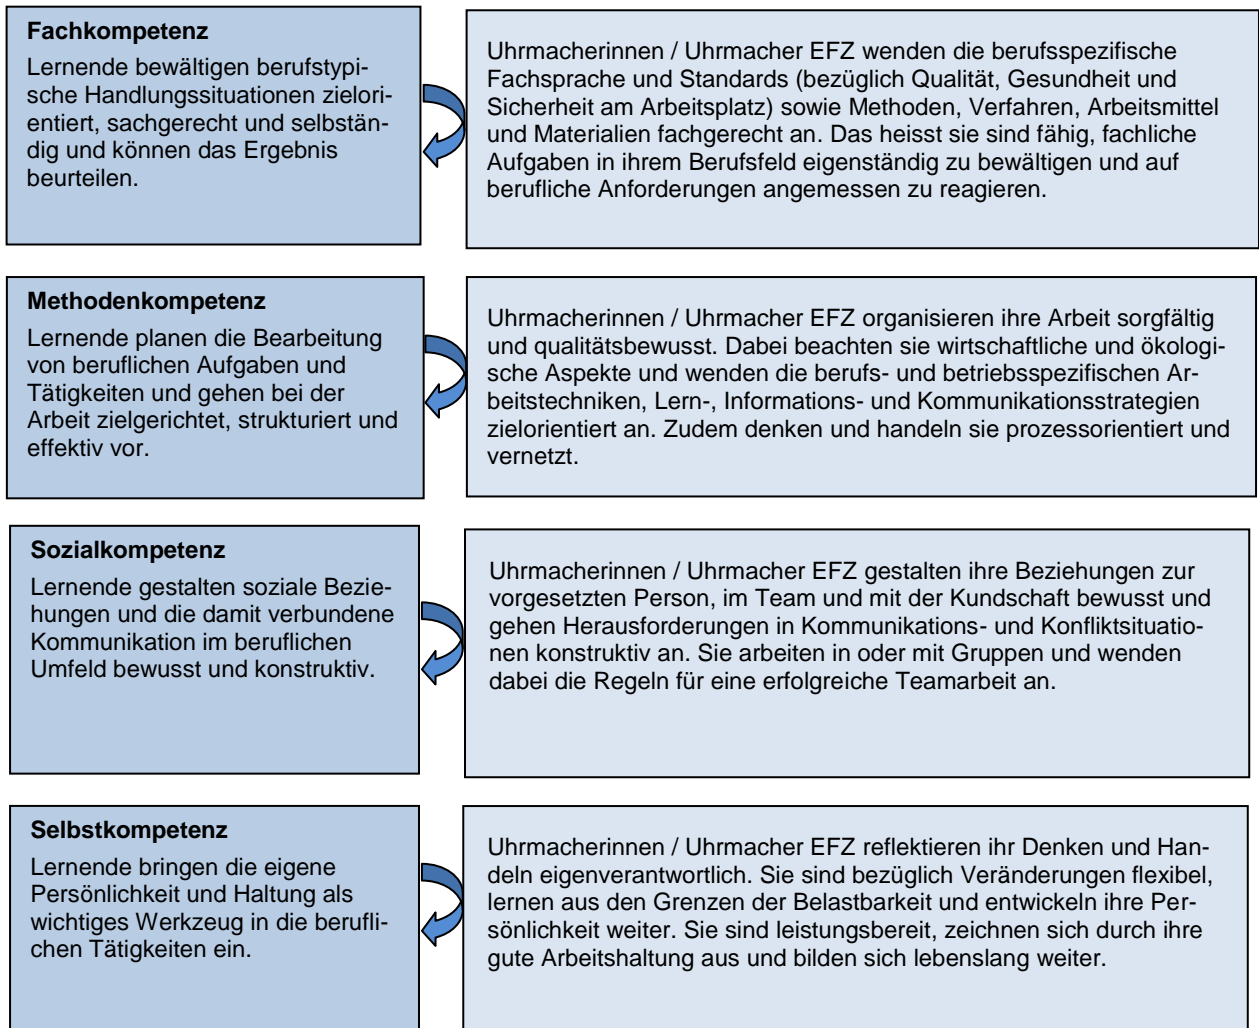 Fachkompetenz
Lernende bewältigen berufstypi-
sche Handlungssituationen zielori-
entiert, sachgerecht und selbstän-
dig und können das Ergebnis
beurteilen.
Uhrmacherinnen / Uhrmacher EFZ wenden die berufsspezifische
Fachsprache und Standards (bezüglich Qualität, Gesundheit und
Sicherheit am Arbeitsplatz) sowie Methoden, Verfahren, Arbeitsmittel
und Materialien fachgerecht an. Das heisst sie sind fähig, fachliche
Aufgaben in ihrem Berufsfeld eigenständig zu bewältigen und auf
berufliche Anforderungen angemessen zu reagieren.
Methodenkompetenz
Lernende planen die Bearbeitung
von beruflichen Aufgaben und
Tätigkeiten und gehen bei der
Arbeit zielgerichtet, strukturiert und
effektiv vor.
Uhrmacherinnen / Uhrmacher EFZ organisieren ihre Arbeit sorgfältig
und qualitätsbewusst. Dabei beachten sie wirtschaftliche und ökologi-
sche Aspekte und wenden die berufs- und betriebsspezifischen Ar-
beitstechniken, Lern-, Informations- und Kommunikationsstrategien
zielorientiert an. Zudem denken und handeln sie prozessorientiert und
vernetzt.
Sozialkompetenz
Lernende gestalten soziale Bezie-
hungen und die damit verbundene
Kommunikation im beruflichen
Umfeld bewusst und konstruktiv.
Uhrmacherinnen / Uhrmacher EFZ gestalten ihre Beziehungen zur
vorgesetzten Person, im Team und mit der Kundschaft bewusst und
gehen Herausforderungen in Kommunikations- und Konfliktsituatio-
nen konstruktiv an. Sie arbeiten in oder mit Gruppen und wenden
dabei die Regeln für eine erfolgreiche Teamarbeit an.
Selbstkompetenz
Lernende bringen die eigene
Persönlichkeit und Haltung als
wichtiges Werkzeug in die berufli-
chen Tätigkeiten ein.
Uhrmacherinnen / Uhrmacher EFZ reflektieren ihr Denken und Han-
deln eigenverantwortlich. Sie sind bezüglich Veränderungen flexibel,
lernen aus den Grenzen der Belastbarkeit und entwickeln ihre Per-
sönlichkeit weiter. Sie sind leistungsbereit, zeichnen sich durch ihre
gute Arbeitshaltung aus und bilden sich lebenslang weiter.